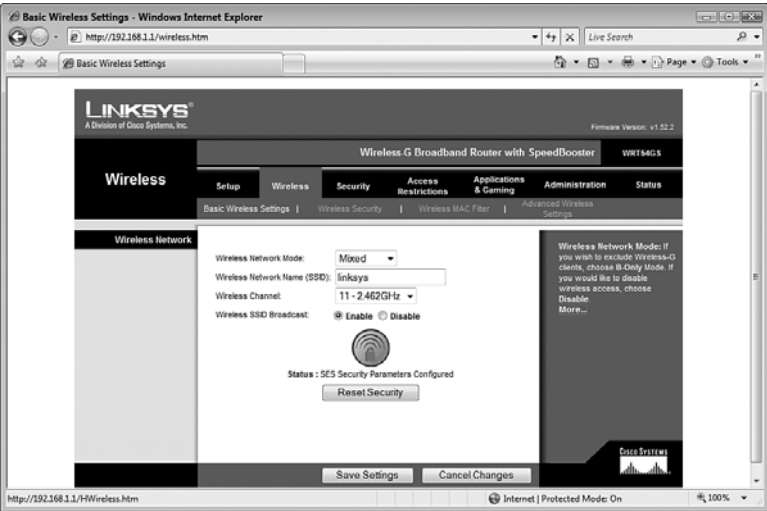 Basic Wireless Settings - Windows Internet Explorer
http://192.168.1.1/wireless.htm
Live Search
Basic Wireless Settings
Page
Tools
LINKSYS®
A Division of Cisco Systems, Inc.
Firmware Version: v1.52.2
Wireless-G Broadband Router with SpeedBooster WRT54GS
Wireless
Setup Wireless Security Access Restrictions Applications & Gaming Administration Status
Basic Wireless Settings | Wireless Security | Wireless MAC Filter | Advanced Wireless Settings
Wireless Network
Wireless Network Mode: Mixed
Wireless Network Name (SSID): linksys
Wireless Channel: 11 - 2.462GHz
Wireless SSID Broadcast: Enable Disable
Status : SES Security Parameters Configured
Reset Security
Wireless Network Mode: If
you wish to exclude Wireless-G
clients, choose B-Only Mode. If
you would like to disable
wireless access, choose
Disable.
More...
CISCO SYSTEMS
Save Settings Cancel Changes
http://192.168.1.1/HWireless.htm
Internet | Protected Mode: On
100%